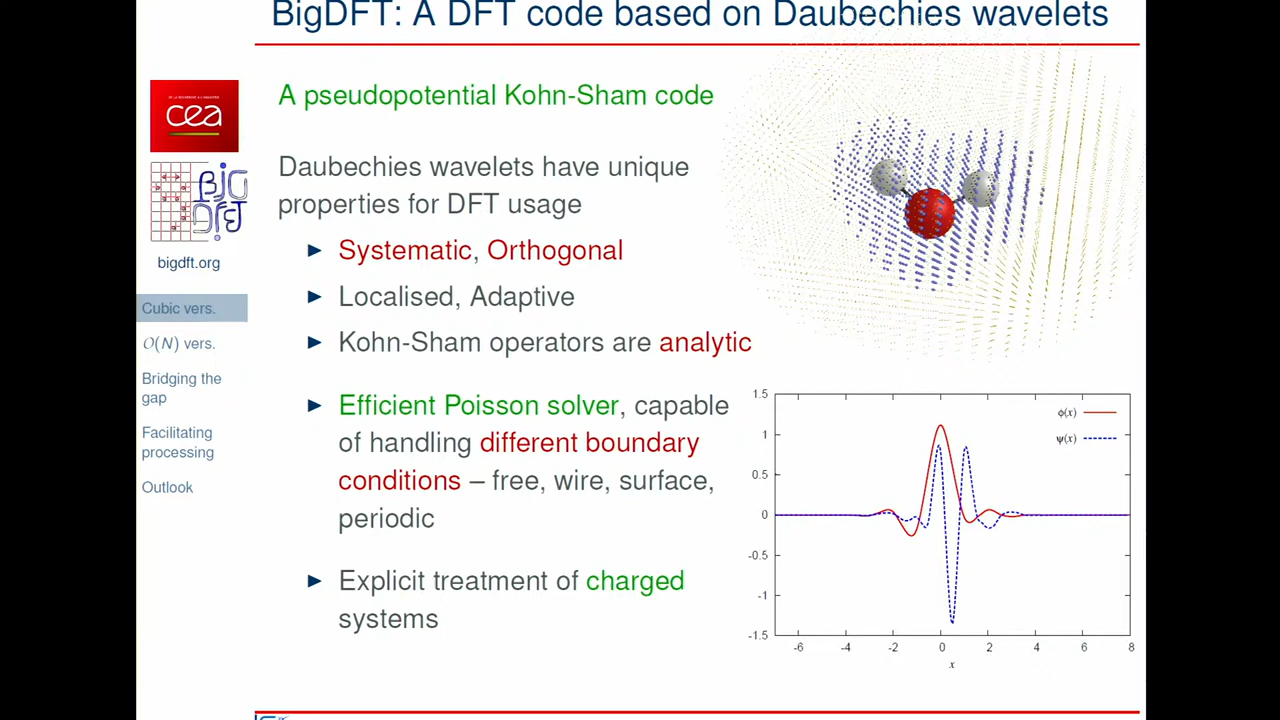 BigDFT: A DFT code based on Daubechies wavelets
cea
BigDFT
bigdft.org
Cubic vers.
O(N) vers.
Bridging the
gap
Facilitating
processing
Outlook
A pseudopotential Kohn-Sham code
Daubechies wavelets have unique
properties for DFT usage
► Systematic, Orthogonal
► Localised, Adaptive
► Kohn-Sham operators are analytic
► Efficient Poisson solver, capable
of handling different boundary
conditions – free, wire, surface,
periodic
► Explicit treatment of charged
systems
ϕ(x)
ψ(x)
1.5
1
0.5
0
-0.5
-1
-1.5
-6 -4 -2 0 2 4 6 8
x